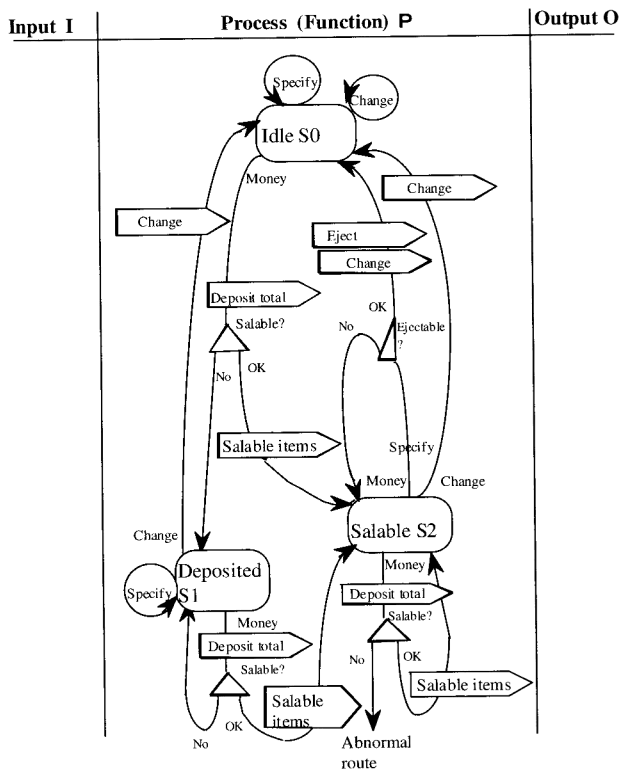 Input I
Process (Function) P
Output O
Specify
Change
Idle S0
Money
Change
Change
Eject
Change
Deposit total
OK
Salable?
No
Ejectable
?
No
OK
Salable items
Specify
Money
Change
Salable S2
Change
Deposited
S1
Specify
Money
Deposit total
Salable?
Money
Deposit total
Salable?
No
OK
Salable items
Salable
items
OK
No
Abnormal
route